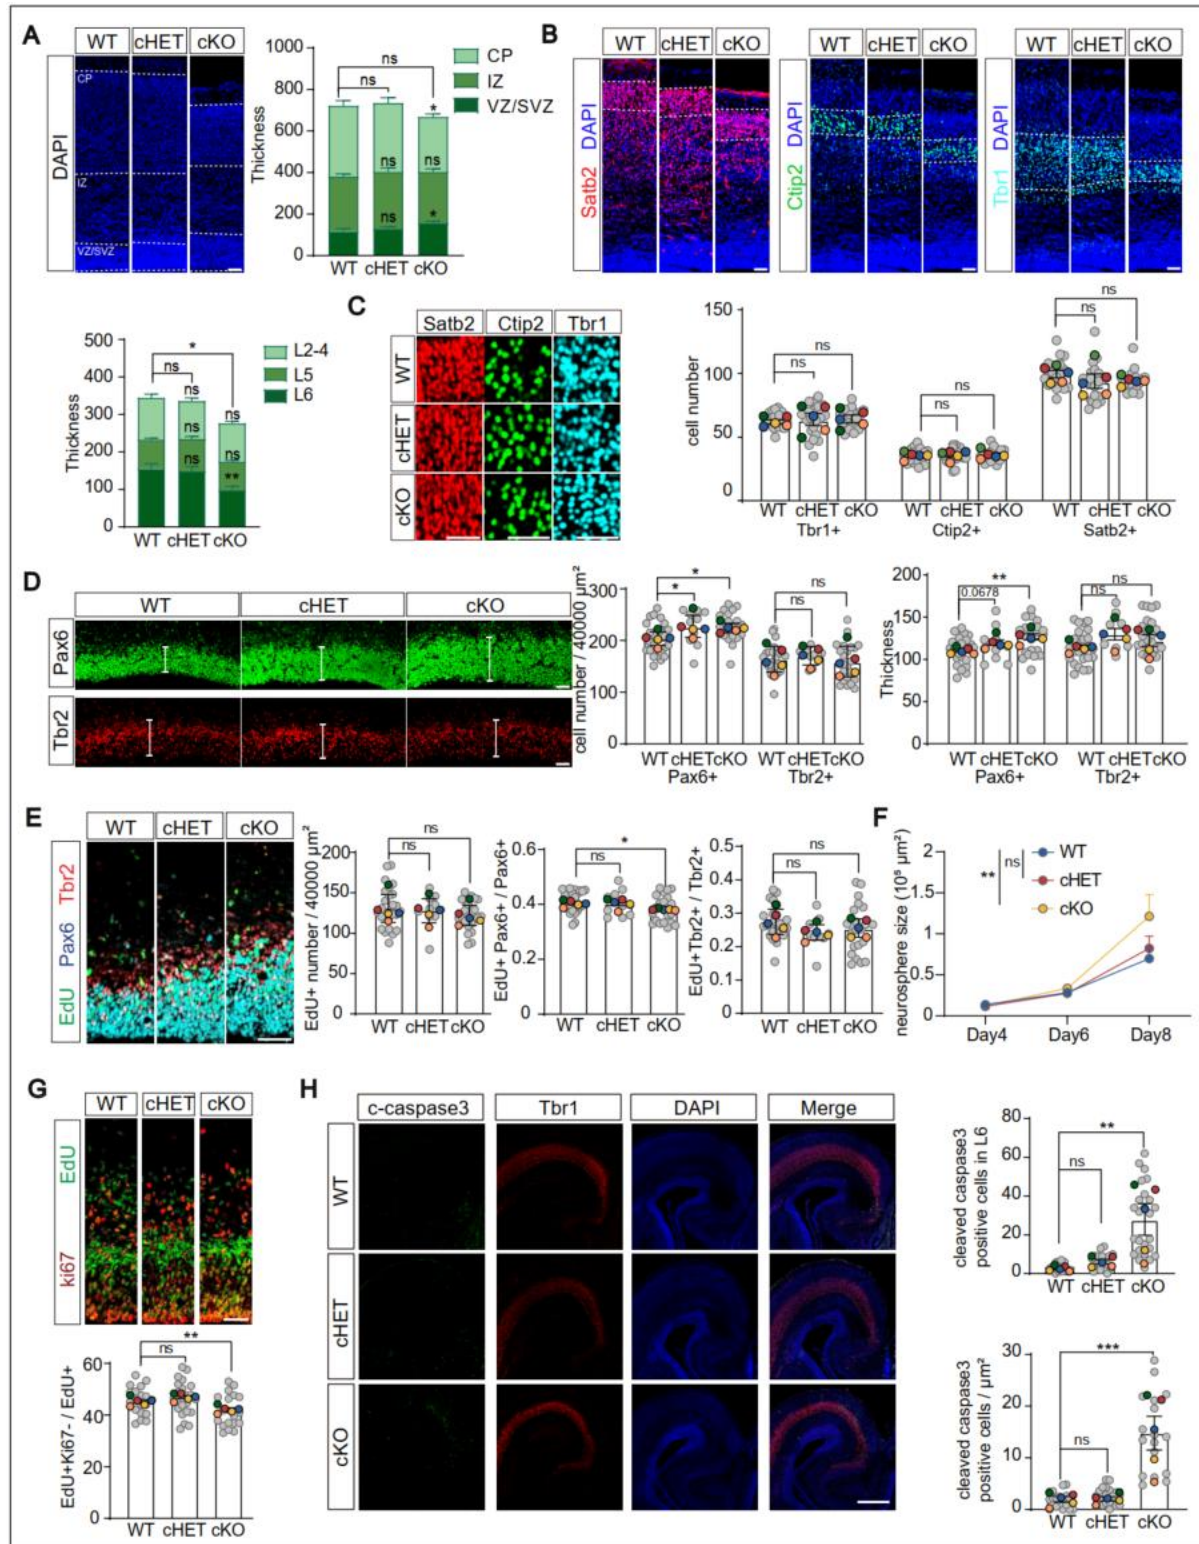 A
WT
cHET
cKO
DAPI
CP
IZ
VZ/SVZ
Thickness
1000
800
600
400
200
0
ns
ns
*
ns
ns
ns
*
WT cHET cKO
CP
IZ
VZ/SVZ
B
WT
cHET
cKO
WT
cHET
cKO
WT
cHET
cKO
Satb2 DAPI
Ctip2 DAPI
Tbr1 DAPI
Thickness
500
400
300
200
100
0
*
ns
ns
ns
ns
ns
ns
**
WT cHET cKO
L2-4
L5
L6
C
Satb2
Ctip2
Tbr1
WT
cHET
cKO
cell number
150
100
50
0
ns
ns
ns
ns
ns
ns
WT cHET cKO
WT cHET cKO
WT cHET cKO
Tbr1+
Ctip2+
Satb2+
D
WT
cHET
cKO
Pax6
Tbr2
cell number / 40000 μm²
300
200
100
0
*
*
ns
ns
WT cHETcKO
WT cHETcKO
Pax6+
Tbr2+
Thickness
200
150
100
50
0
**
0.0678
ns
ns
WT cHETcKO
WT cHETcKO
Pax6+
Tbr2+
E
WT
cHET
cKO
EdU Pax6 Tbr2
EdU+ number / 40000 μm²
200
150
100
50
0
ns
ns
WT cHET cKO
EdU+ Pax6+ / Pax6+
0.6
0.4
0.2
0
*
ns
WT cHET cKO
EdU+Tbr2+ / Tbr2+
0.5
0.4
0.3
0.2
0.1
0
ns
ns
WT cHET cKO
F
neurosphere size (10⁵ μm²)
2
1.5
1
0.5
0
**
ns
WT
cHET
cKO
Day4
Day6
Day8
G
WT
cHET
cKO
ki67 EdU
EdU+Ki67- / EdU+
60
40
20
0
**
ns
WT cHET cKO
H
c-caspase3
Tbr1
DAPI
Merge
WT
cHET
cKO
cleaved caspase3
positive cells in L6
80
60
40
20
0
**
ns
WT cHET cKO
cleaved caspase3
positive cells / μm²
30
20
10
0
***
ns
WT cHET cKO